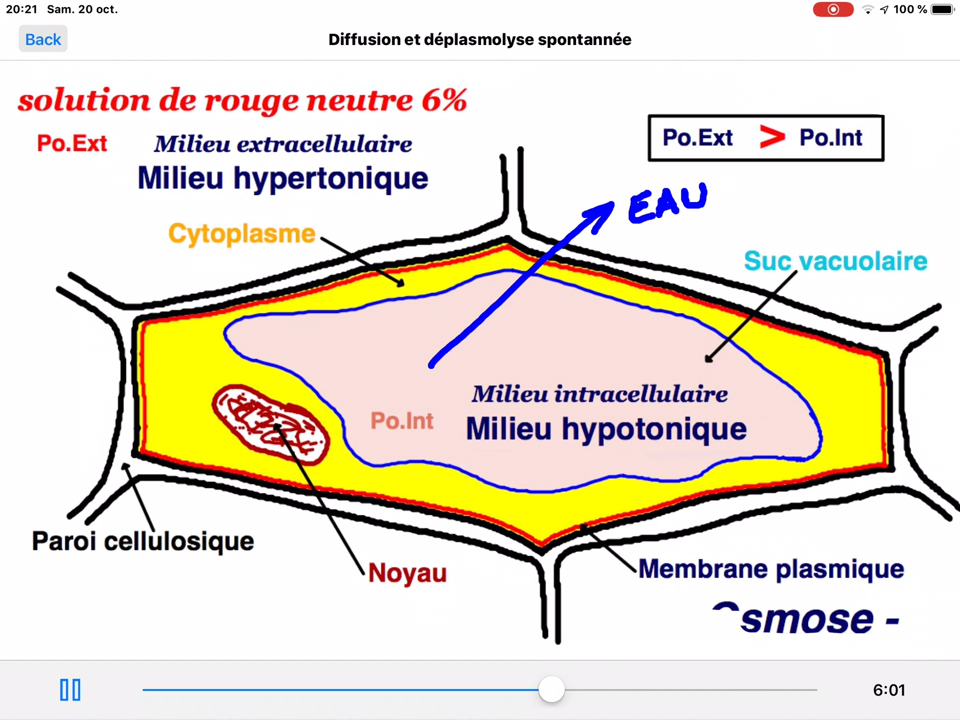 20:21 Sam. 20 oct.
100 %
Back
Diffusion et déplasmolyse spontannée
solution de rouge neutre 6%
Po.Ext
Milieu extracellulaire
Milieu hypertonique
Po.Ext > Po.Int
EAU
Cytoplasme
Suc vacuolaire
Milieu intracellulaire
Po.Int
Milieu hypotonique
Paroi cellulosique
Noyau
Membrane plasmique
Osmose -
6:01